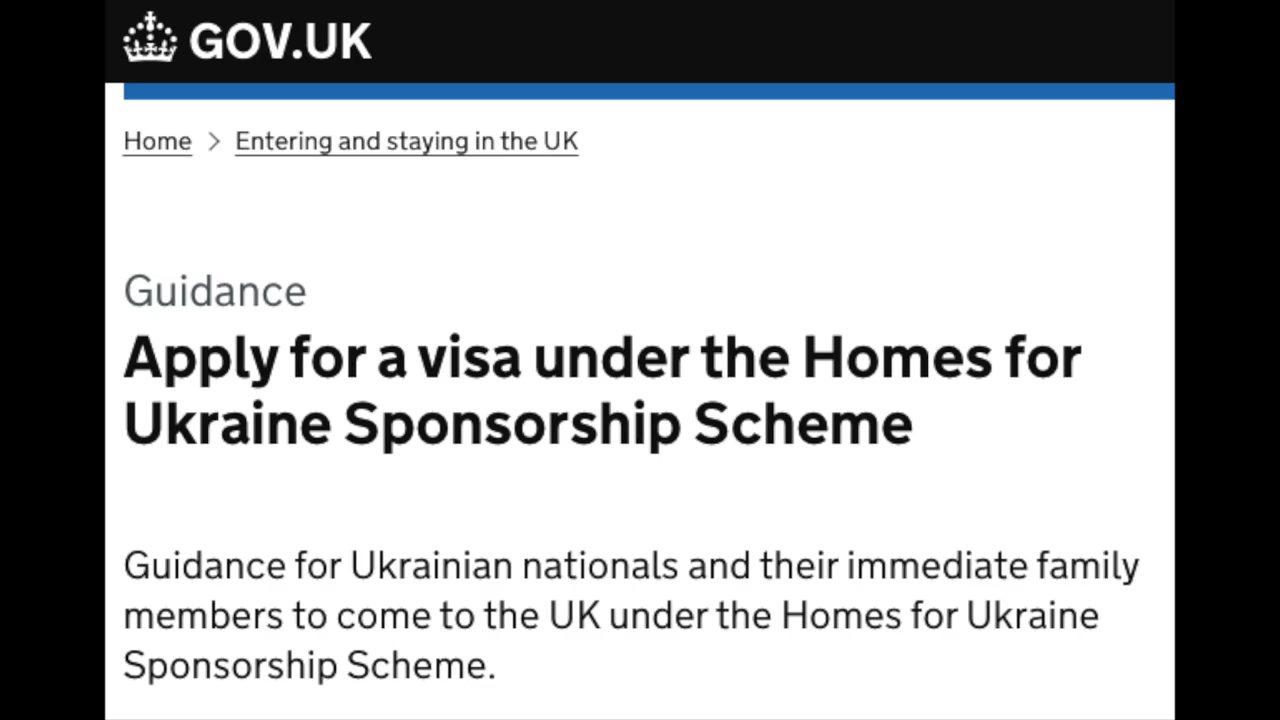 GOV.UK
Home > Entering and staying in the UK
Guidance
Apply for a visa under the Homes for
Ukraine Sponsorship Scheme
Guidance for Ukrainian nationals and their immediate family
members to come to the UK under the Homes for Ukraine
Sponsorship Scheme.